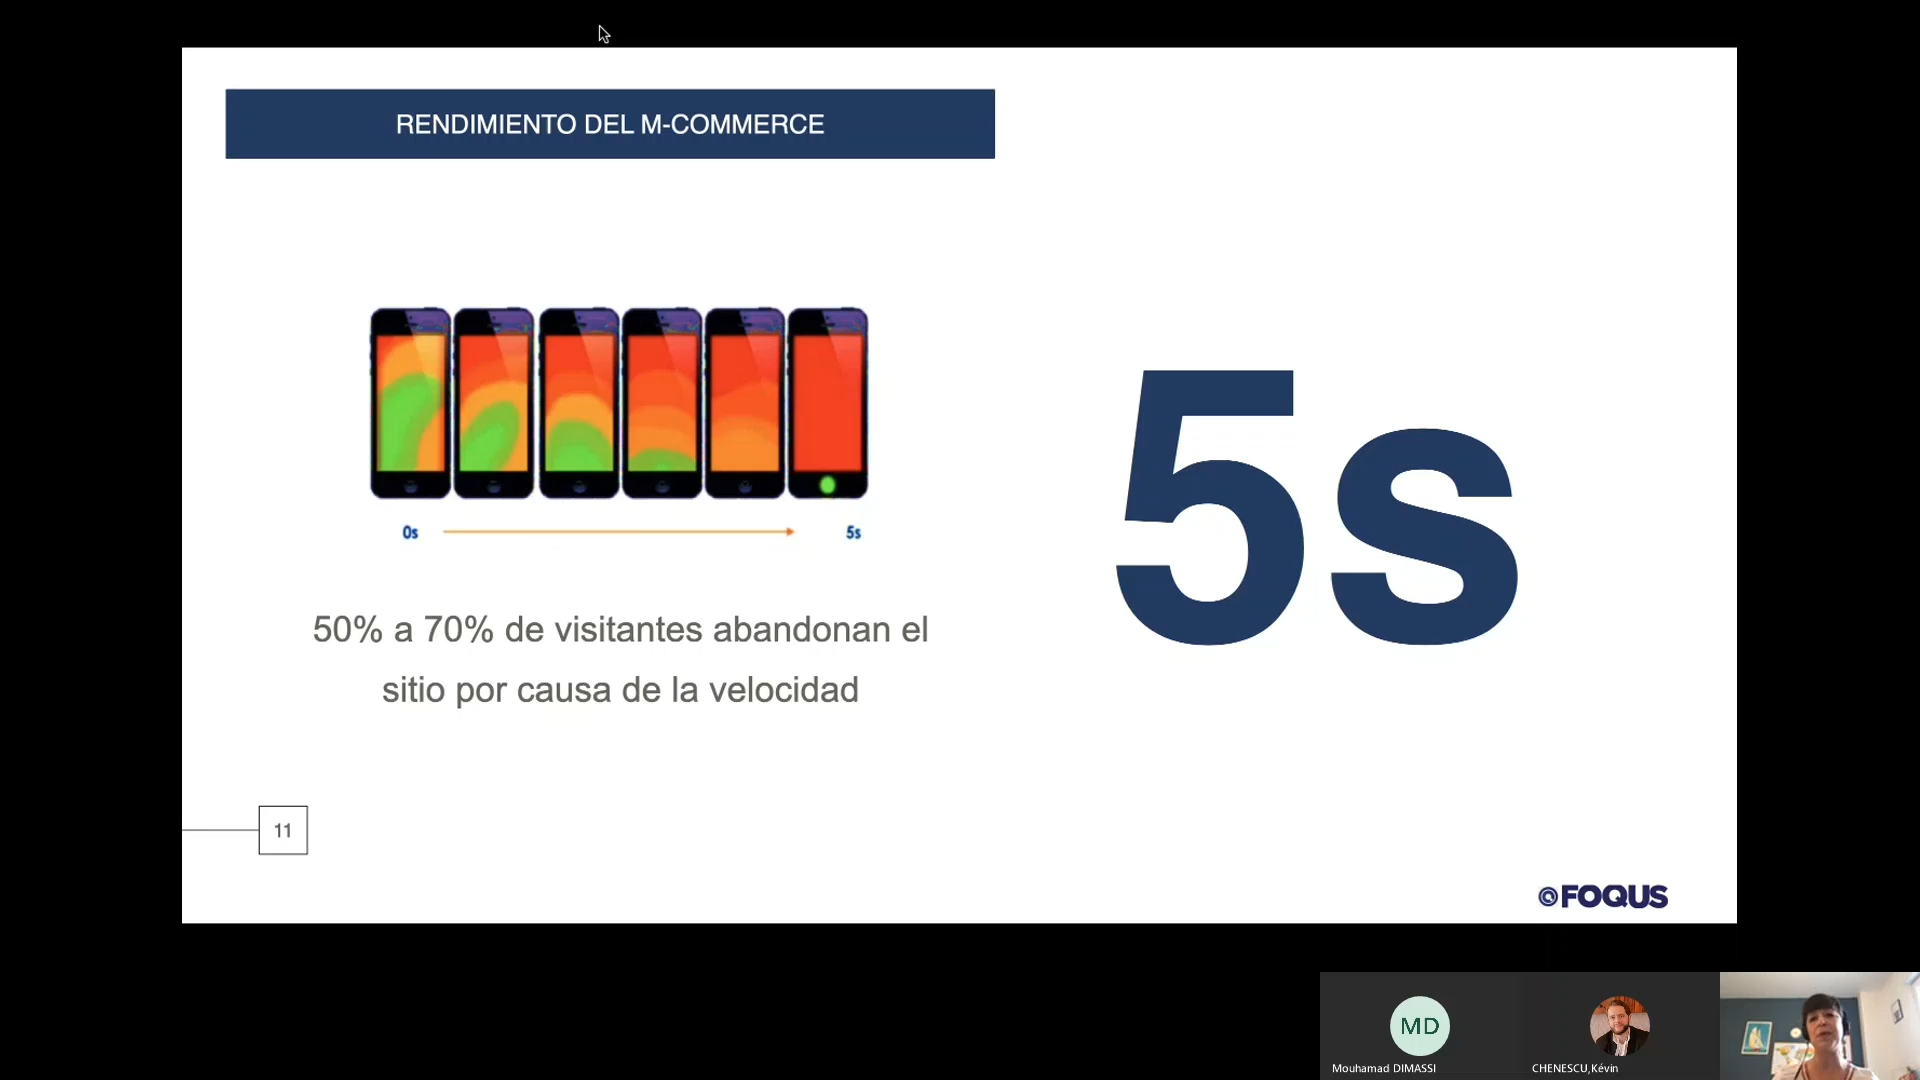 RENDIMIENTO DEL M-COMMERCE
0s
5s
50% a 70% de visitantes abandonan el
sitio por causa de la velocidad
5s
11
FOQUS
MD
Mouhamad DIMASSI
CHENESCU,Kévin